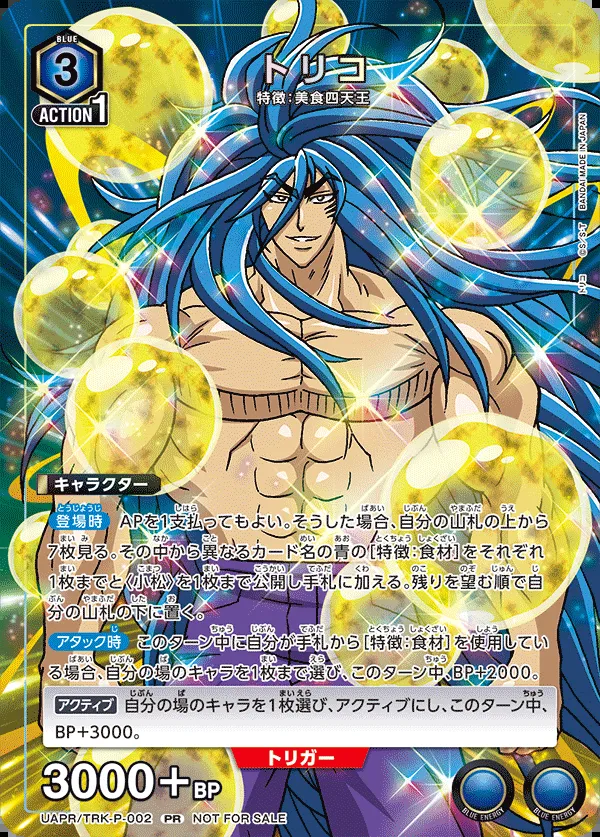 BLUE
3
ACTION 1
トリコ
特徴:美食四天王
トリコ ©S/S,T BANDAI MADE IN JAPAN
キャラクター
登場時 APを1支払ってもよい。そうした場合、自分の山札の上から
7枚見る。その中から異なるカード名の青の[特徴:食材]をそれぞれ
1枚までと〈小松〉を1枚まで公開し手札に加える。残りを望む順で自
分の山札の下に置く。
アタック時 このターン中に自分が手札から[特徴:食材]を使用してい
る場合、自分の場のキャラを1枚まで選び、このターン中、BP+2000。
アクティブ 自分の場のキャラを1枚選び、アクティブにし、このターン中、
BP+3000。
トリガー
3000+BP
BLUE ENERGY
BLUE ENERGY
UAPR/TRK-P-002 PR NOT FOR SALE